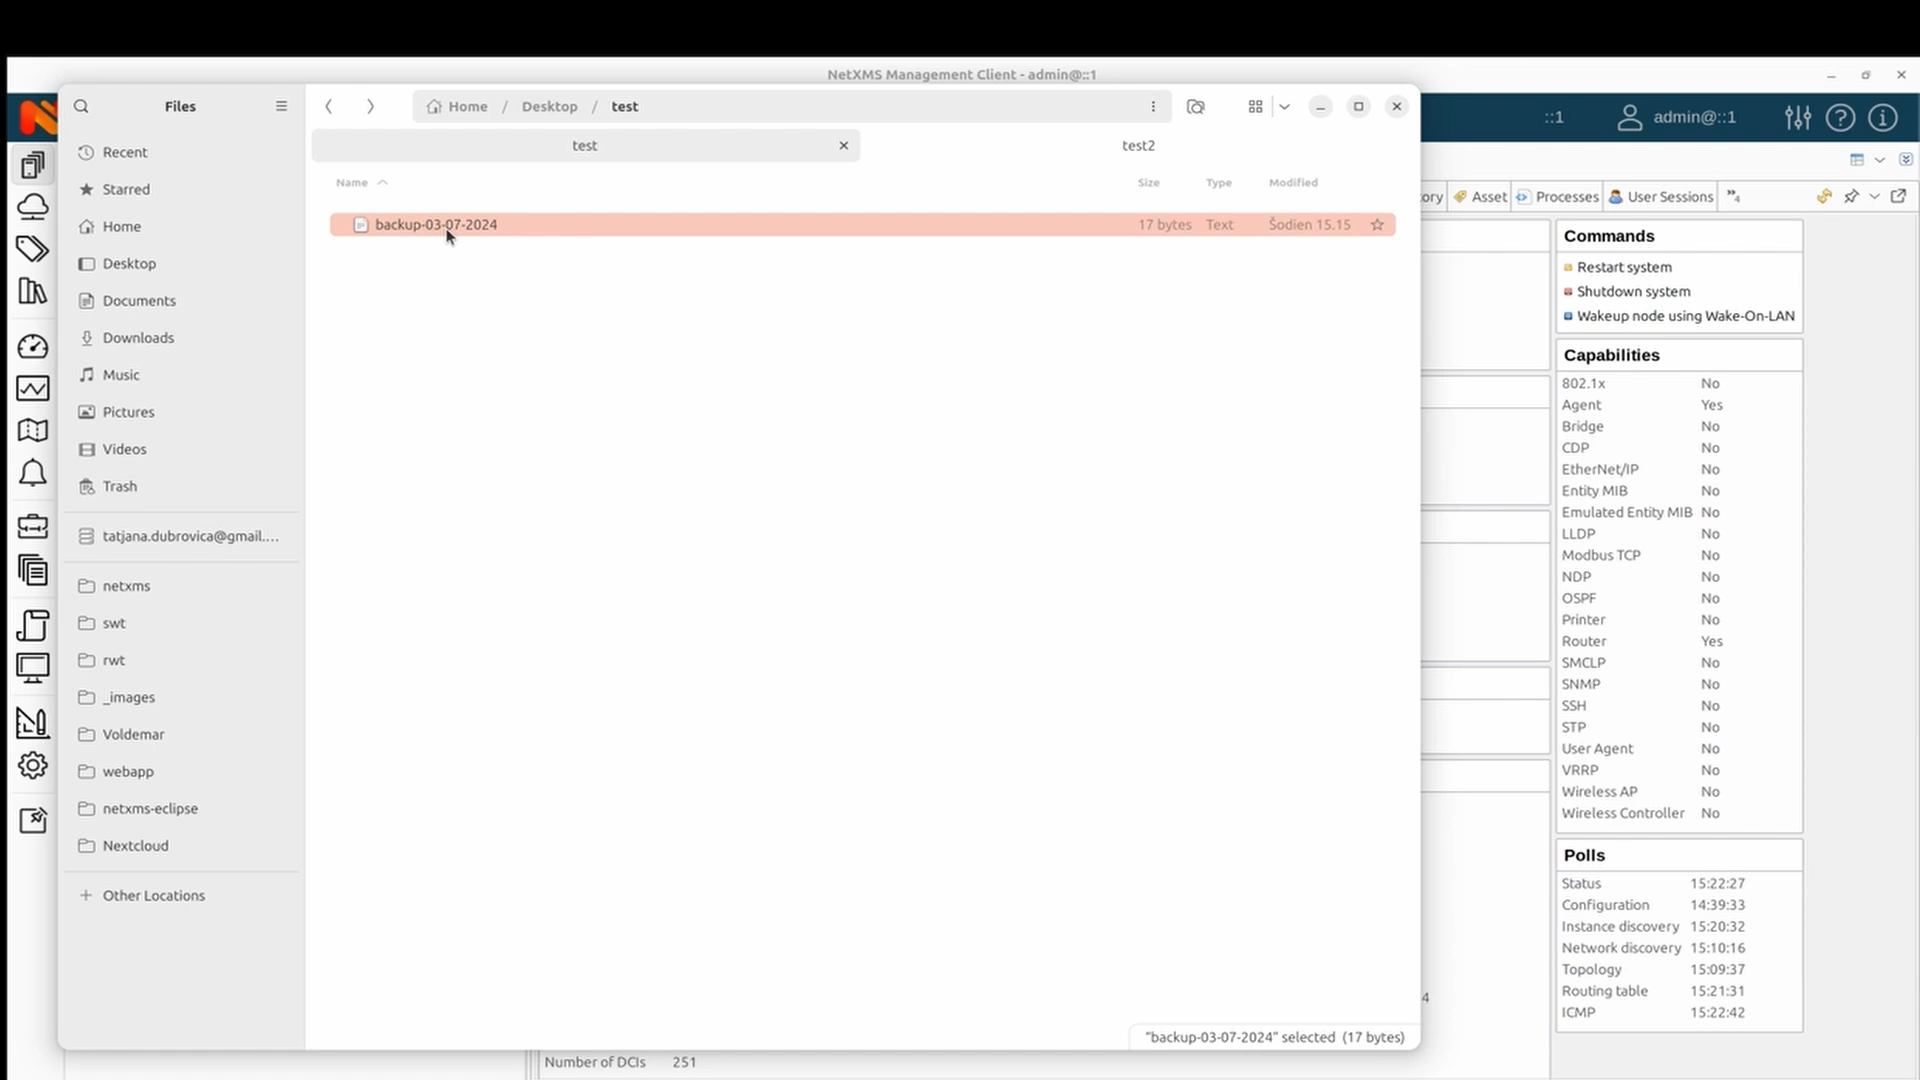 NetXMS Management Client - admin@::1
::1 admin@::1
Files
Home / Desktop / test
test
test2
Recent
Starred
Home
Desktop
Documents
Downloads
Music
Pictures
Videos
Trash
tatjana.dubrovica@gmail....
netxms
swt
rwt
_images
Voldemar
webapp
netxms-eclipse
Nextcloud
+ Other Locations
Name Size Type Modified
backup-03-07-2024 17 bytes Text Šodien 15.15
"backup-03-07-2024" selected (17 bytes)
ory Asset Processes User Sessions »4
Commands
Restart system
Shutdown system
Wakeup node using Wake-On-LAN
Capabilities
802.1x No
Agent Yes
Bridge No
CDP No
EtherNet/IP No
Entity MIB No
Emulated Entity MIB No
LLDP No
Modbus TCP No
NDP No
OSPF No
Printer No
Router Yes
SMCLP No
SNMP No
SSH No
STP No
User Agent No
VRRP No
Wireless AP No
Wireless Controller No
Polls
Status 15:22:27
Configuration 14:39:33
Instance discovery 15:20:32
Network discovery 15:10:16
Topology 15:09:37
Routing table 15:21:31
ICMP 15:22:42
4
Number of DCIs 251